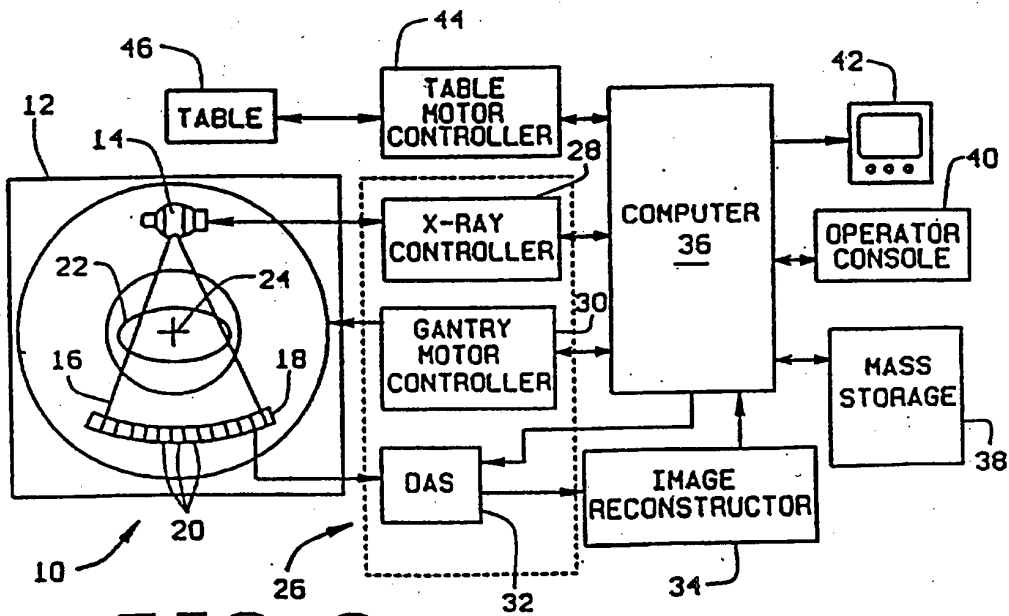 46
TABLE
44
TABLE
MOTOR
CONTROLLER
42
12
14
28
40
X-RAY
CONTROLLER
COMPUTER
36
OPERATOR
CONSOLE
22
24
30
GANTRY
MOTOR
CONTROLLER
16
18
MASS
STORAGE
38
DAS
IMAGE
RECONSTRUCTOR
20
10
26
32
34